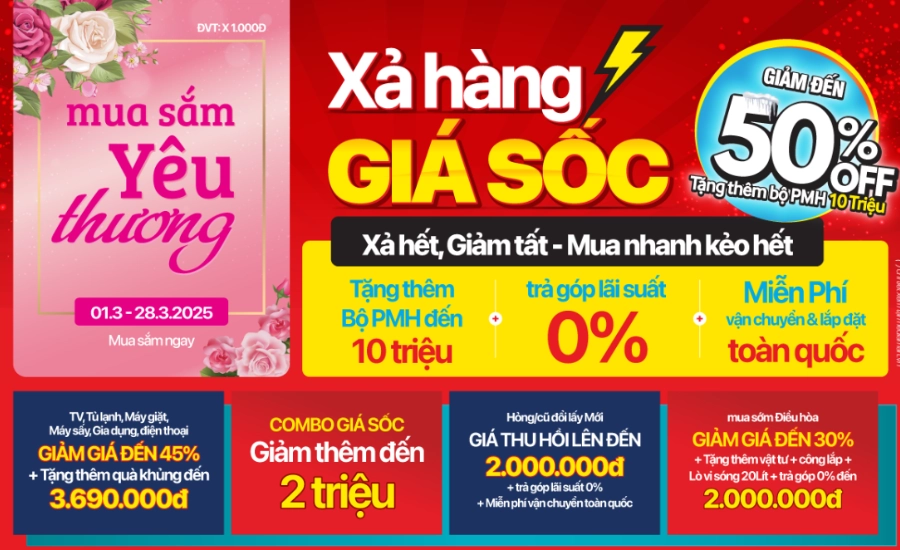 ĐVT: X 1.000Đ
mua sắm
Yêu
thương
01.3 - 28.3.2025
Mua sắm ngay
Xả hàng
GIÁ SỐC
GIẢM ĐẾN
50%
OFF
Tặng thêm bộ PMH 10 Triệu
Xả hết, Giảm tất - Mua nhanh kẻo hết
Tặng thêm
Bộ PMH đến
10 triệu
+
trả góp lãi suất
0%
+
Miễn Phí
vận chuyển & lắp đặt
toàn quốc
TV, Tủ lạnh, Máy giặt,
Máy sấy, Gia dụng, điện thoại
GIẢM GIÁ ĐẾN 45%
+ Tặng thêm quà khủng đến
3.690.000đ
COMBO GIÁ SỐC
Giảm thêm đến
2 triệu
Hỏng/cũ đổi lấy Mới
GIÁ THU HỒI LÊN ĐẾN
2.000.000đ
+ trả góp lãi suất 0%
+ Miễn phí vận chuyển toàn quốc
mua sớm Điều hòa
GIẢM GIÁ ĐẾN 30%
+ Tặng thêm vật tư + công lắp +
Lò vi sóng 20Lít + trả góp 0% đến
2.000.000đ